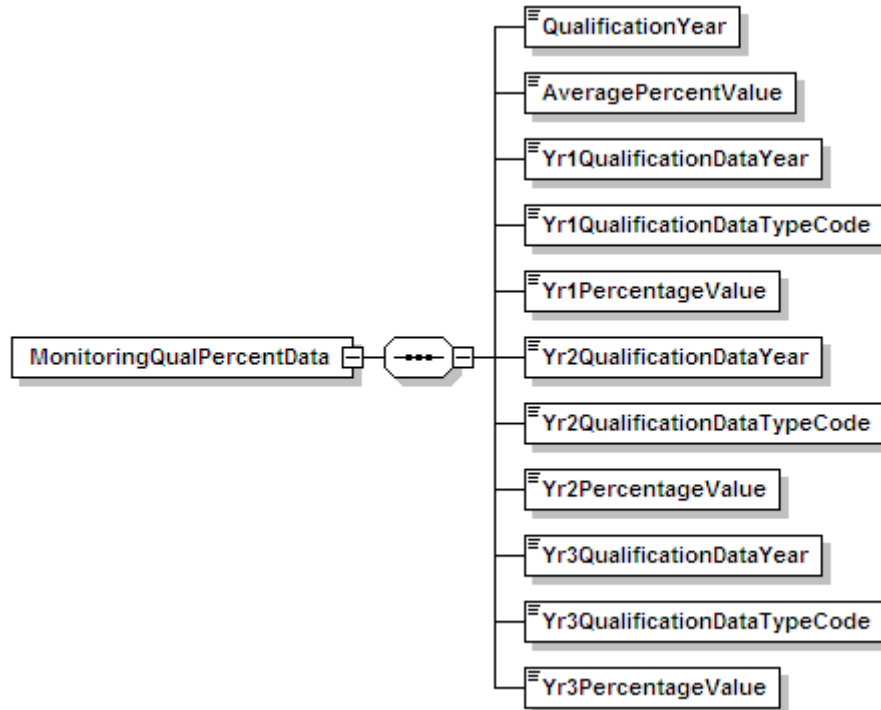 QualificationYear
AveragePercentValue
Yr1QualificationDataYear
Yr1QualificationDataTypeCode
Yr1PercentageValue
MonitoringQualPercentData
Yr2QualificationDataYear
Yr2QualificationDataTypeCode
Yr2PercentageValue
Yr3QualificationDataYear
Yr3QualificationDataTypeCode
Yr3PercentageValue